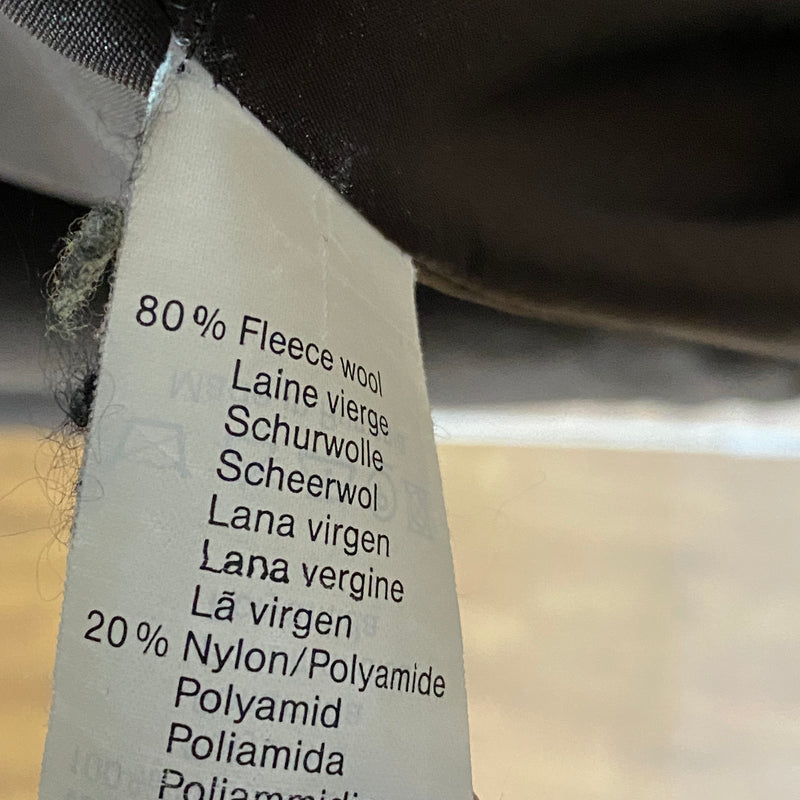 80% Fleece wool
Laine vierge
Schurwolle
Scheerwol
Lana virgen
Lana vergine
Lã virgen
20% Nylon/Polyamide
Polyamid
Poliamida